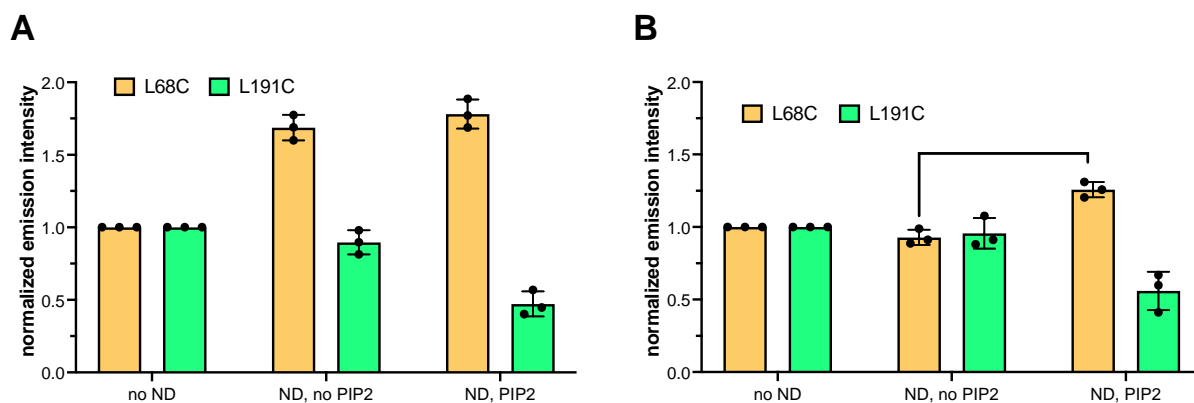 A
normalized emission intensity
2.0
1.5
1.0
0.5
0.0
L68C
L191C
no ND
ND, no PIP2
ND, PIP2
B
normalized emission intensity
2.0
1.5
1.0
0.5
0.0
L68C
L191C
no ND
ND, no PIP2
ND, PIP2